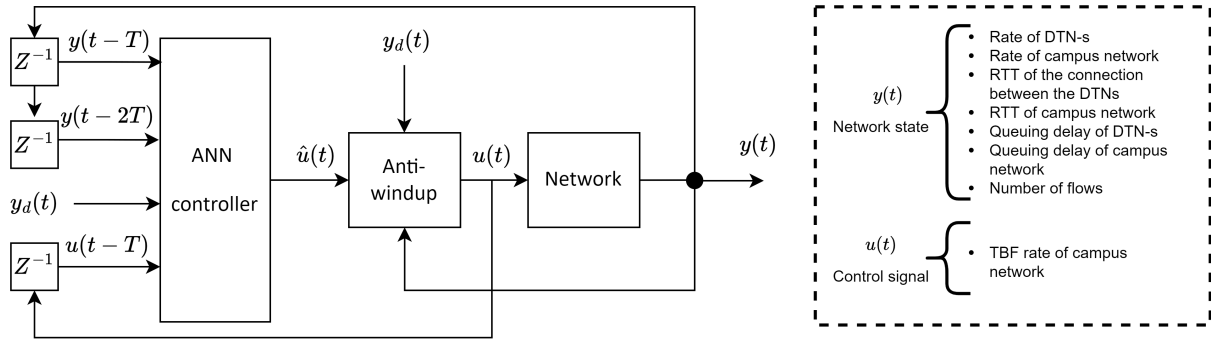 Z⁻¹
y(t − T)
Z⁻¹
y(t − 2T)
y_d(t)
Z⁻¹
u(t − T)
ANN
controller
û(t)
y_d(t)
Anti-
windup
u(t)
Network
y(t)
y(t)
Network state
• Rate of DTN-s
• Rate of campus network
• RTT of the connection
between the DTNs
• RTT of campus network
• Queuing delay of DTN-s
• Queuing delay of campus
network
• Number of flows
u(t)
Control signal
• TBF rate of campus
network